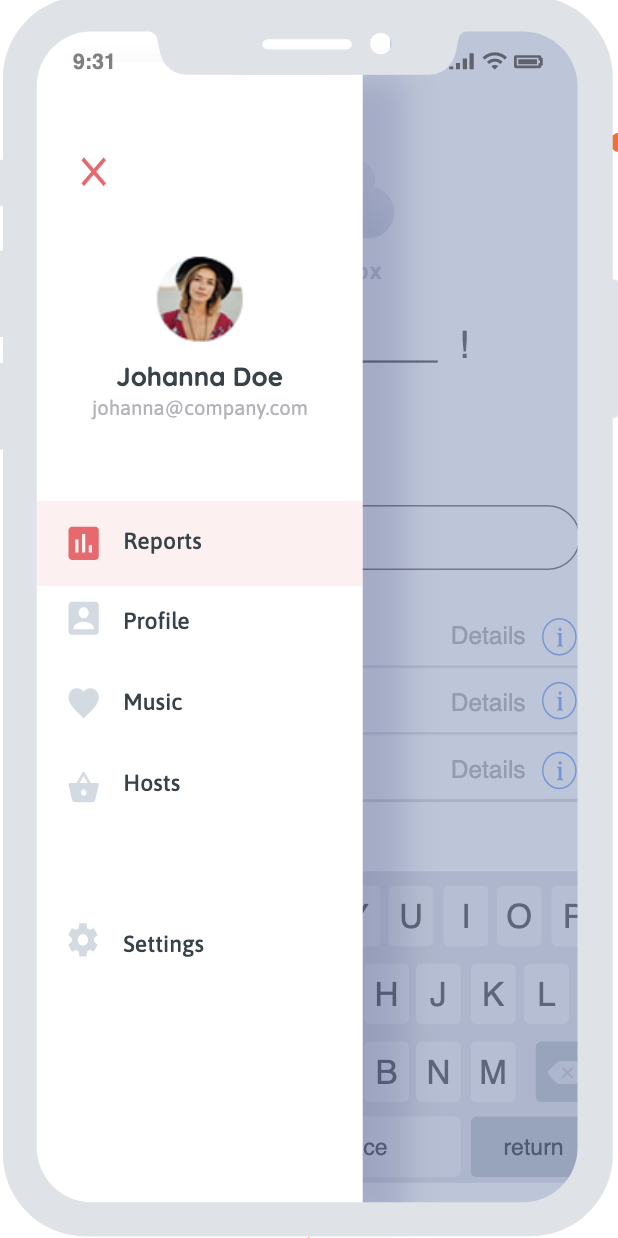 9:31
Johanna Doe
johanna@company.com
!
Reports
Profile
Details i
Music
Details i
Hosts
Details i
Settings
U I O
H J K L
B N M
return